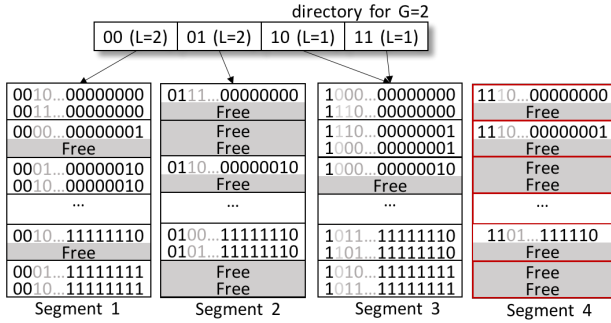 directory for G=2
00 (L=2) 01 (L=2) 10 (L=1) 11 (L=1)
0010...00000000
0011...00000000
0000...00000001
Free
0001...00000010
0010...00000010
...
0010...11111110
Free
0001...11111111
0010...11111111
Segment 1
0111...00000000
Free
Free
Free
0110...00000010
Free
...
0100...11111110
0101...11111110
Free
Free
Segment 2
1000...00000000
1110...00000000
1110...00000001
1000...00000001
1000...00000010
Free
...
1011...11111110
1101...11111110
1010...11111111
1011...11111111
Segment 3
1110...00000000
Free
1110...00000001
Free
Free
Free
...
1101...111110
Free
Free
Free
Segment 4